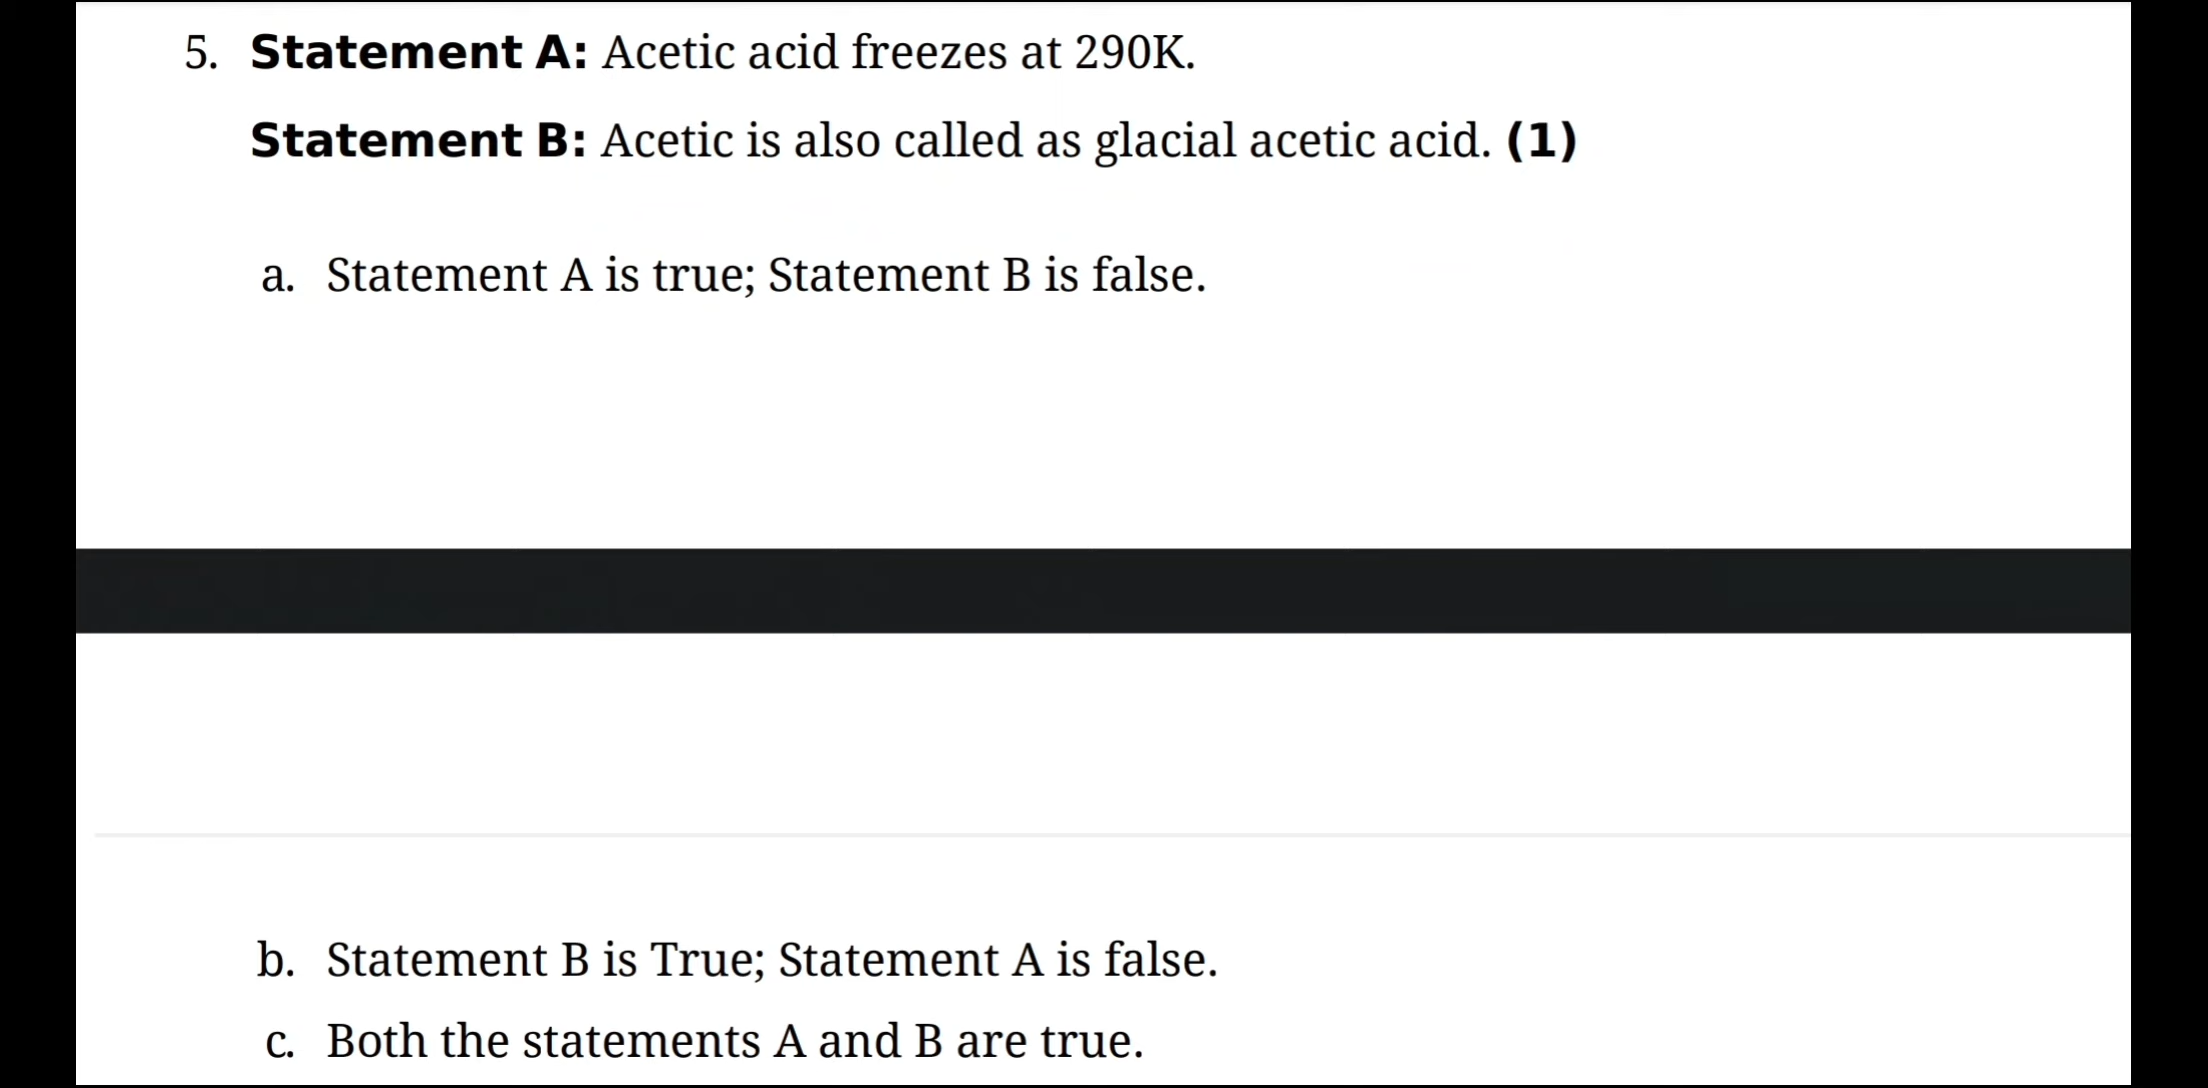 5. Statement A: Acetic acid freezes at 290K.
Statement B: Acetic is also called as glacial acetic acid. (1)
a. Statement A is true; Statement B is false.
b. Statement B is True; Statement A is false.
c. Both the statements A and B are true.